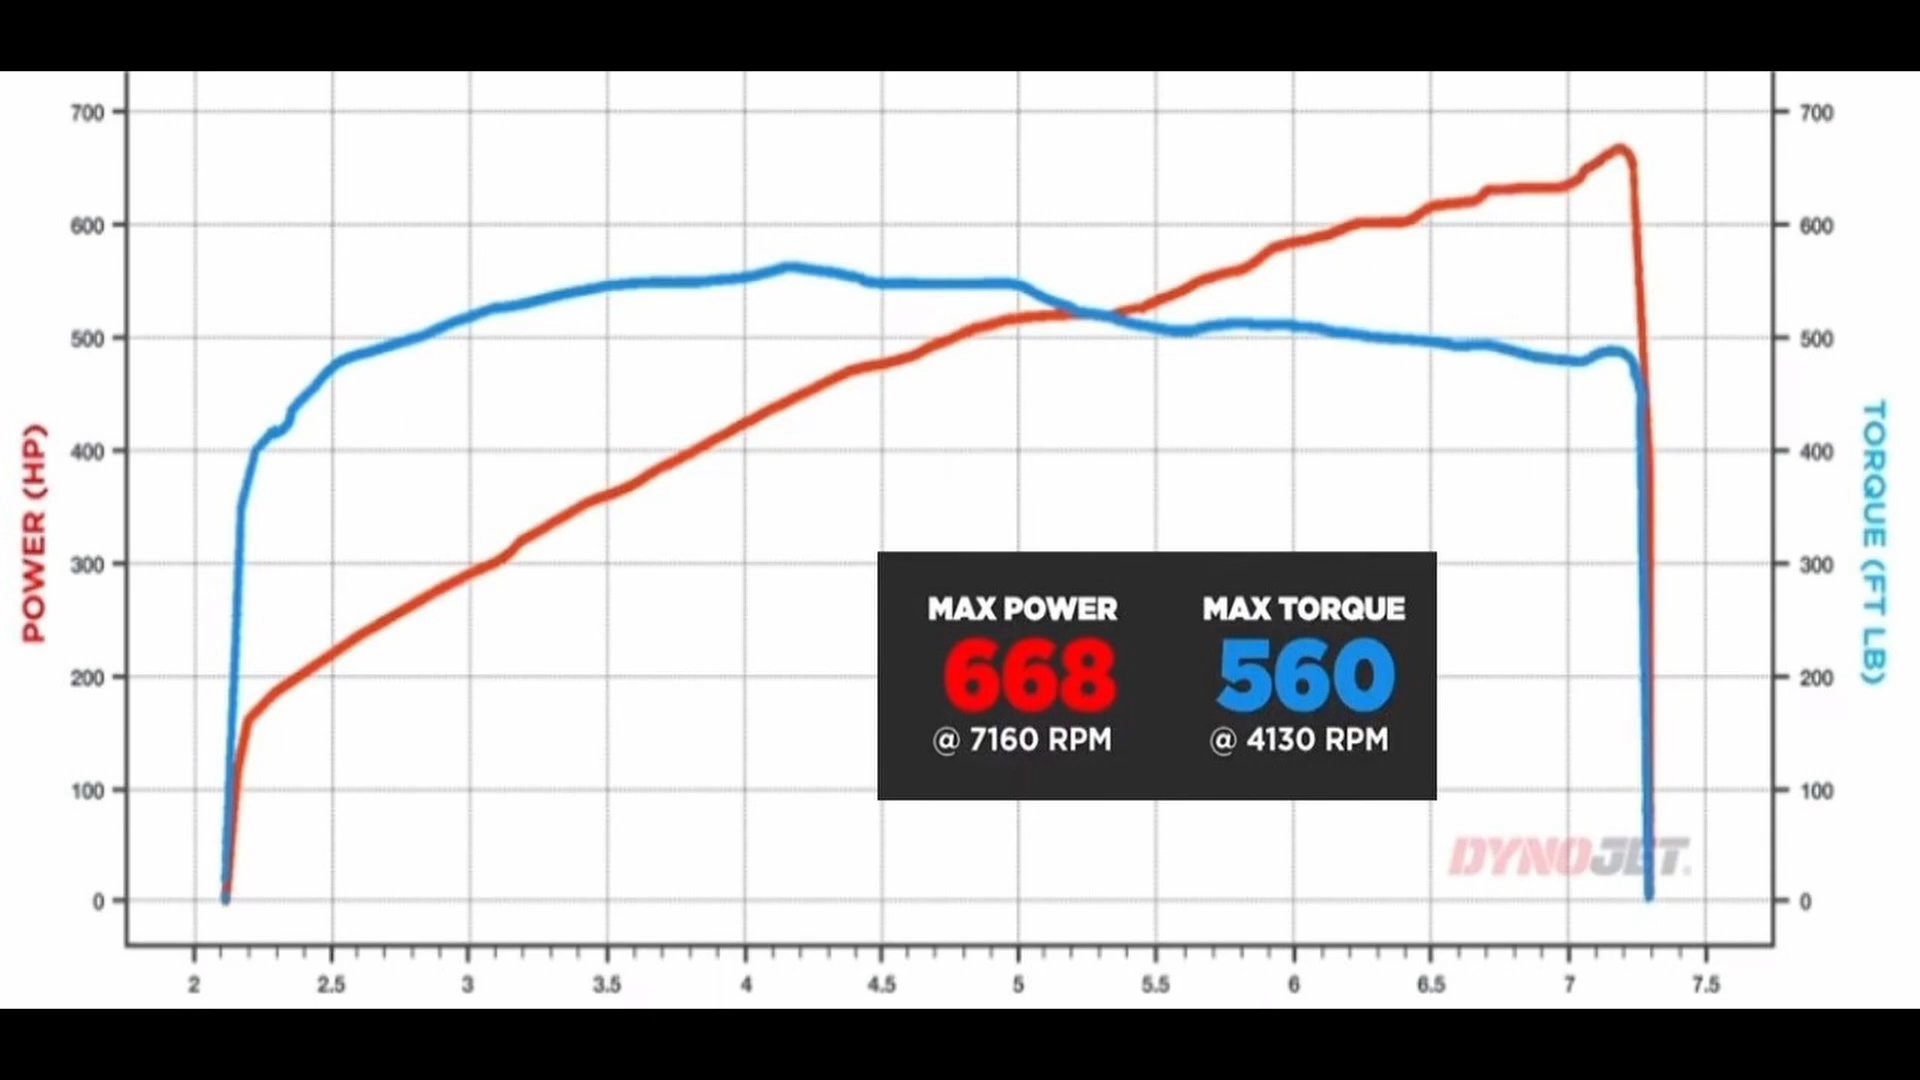 700
600
500
400
300
200
100
0
POWER (HP)
700
600
500
400
300
200
100
0
TORQUE (FT LB)
MAX POWER
668
@ 7160 RPM
MAX TORQUE
560
@ 4130 RPM
DYNOJET.
2 2.5 3 3.5 4 4.5 5 5.5 6 6.5 7 7.5